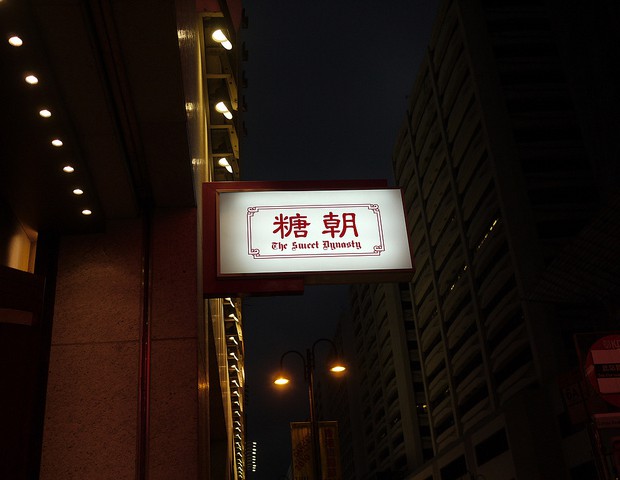 糖朝
The Sweet Dynasty